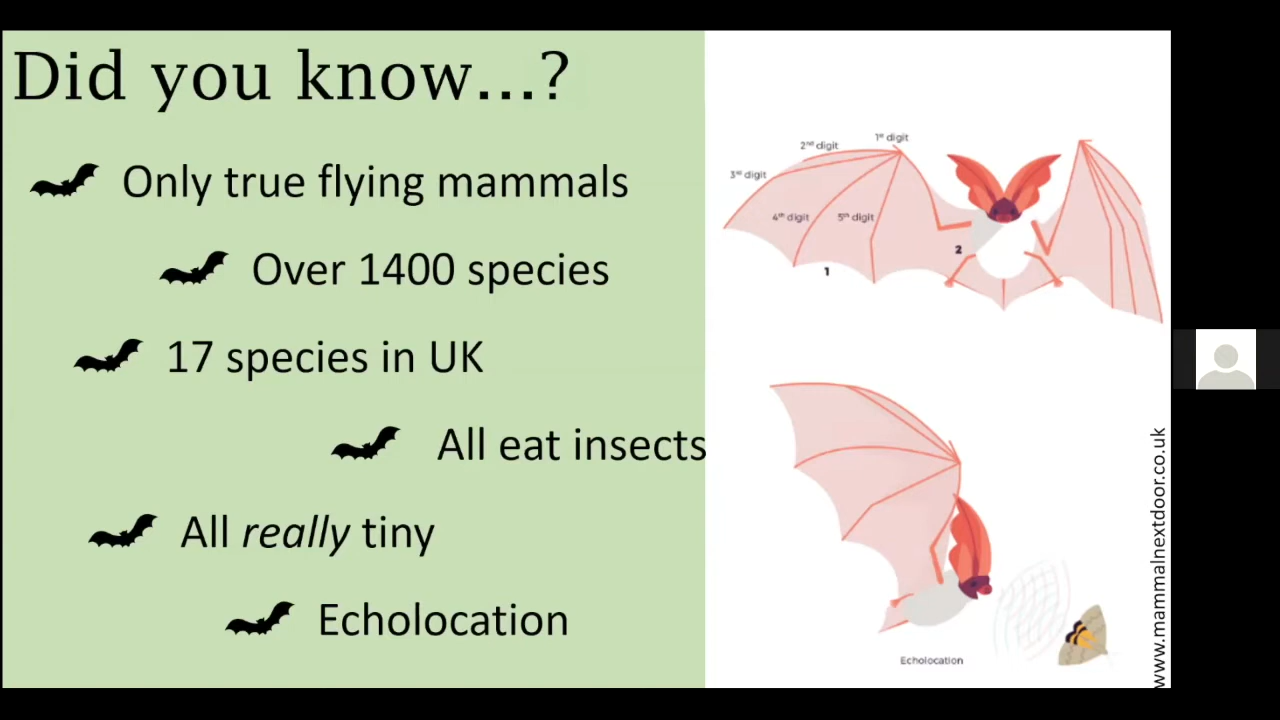 Did you know...?
Only true flying mammals
Over 1400 species
17 species in UK
All eat insects
All really tiny
Echolocation
1st digit
2nd digit
3rd digit
4th digit
5th digit
2
1
Echolocation
www.mammalnextdoor.co.uk